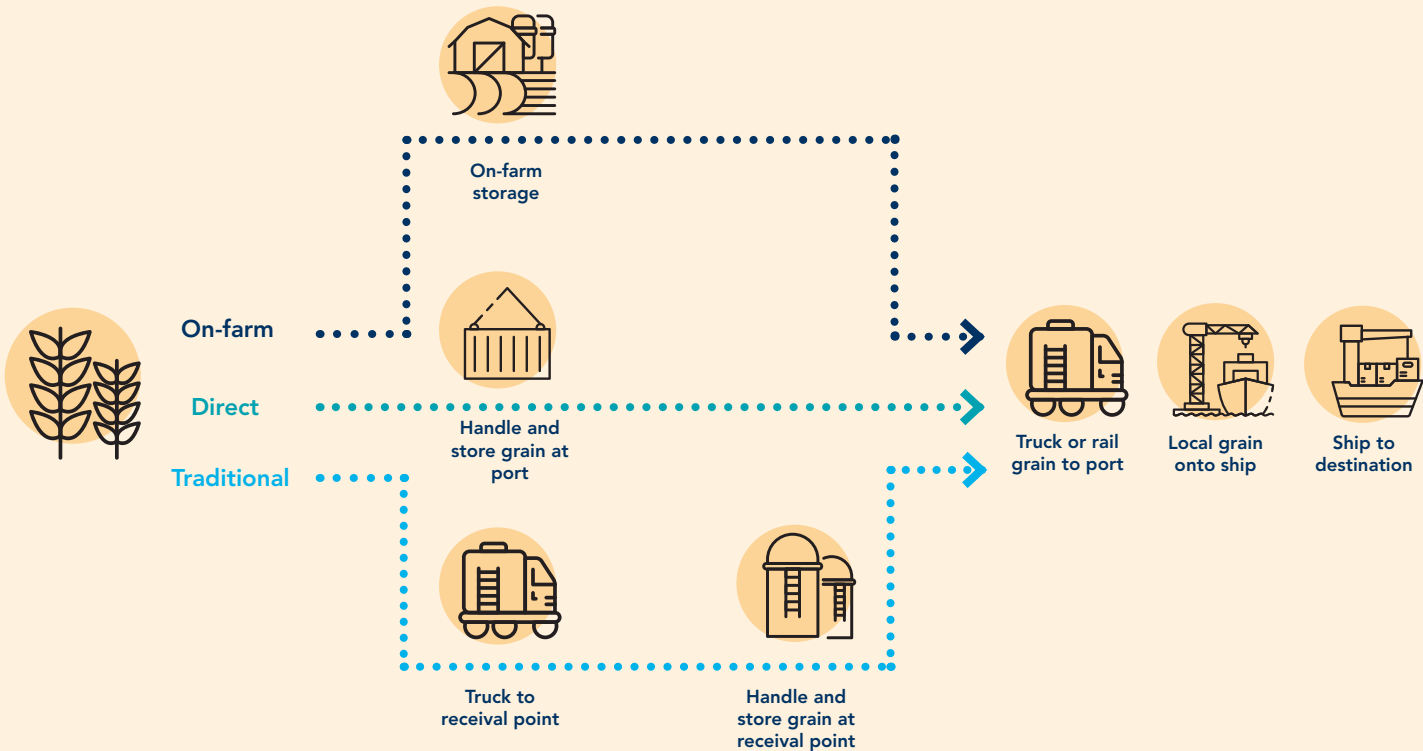 On-farm
storage
On-farm
Direct
Handle and
store grain at
port
Traditional
Truck to
receival point
Handle and
store grain at
receival point
Truck or rail
grain to port
Local grain
onto ship
Ship to
destination